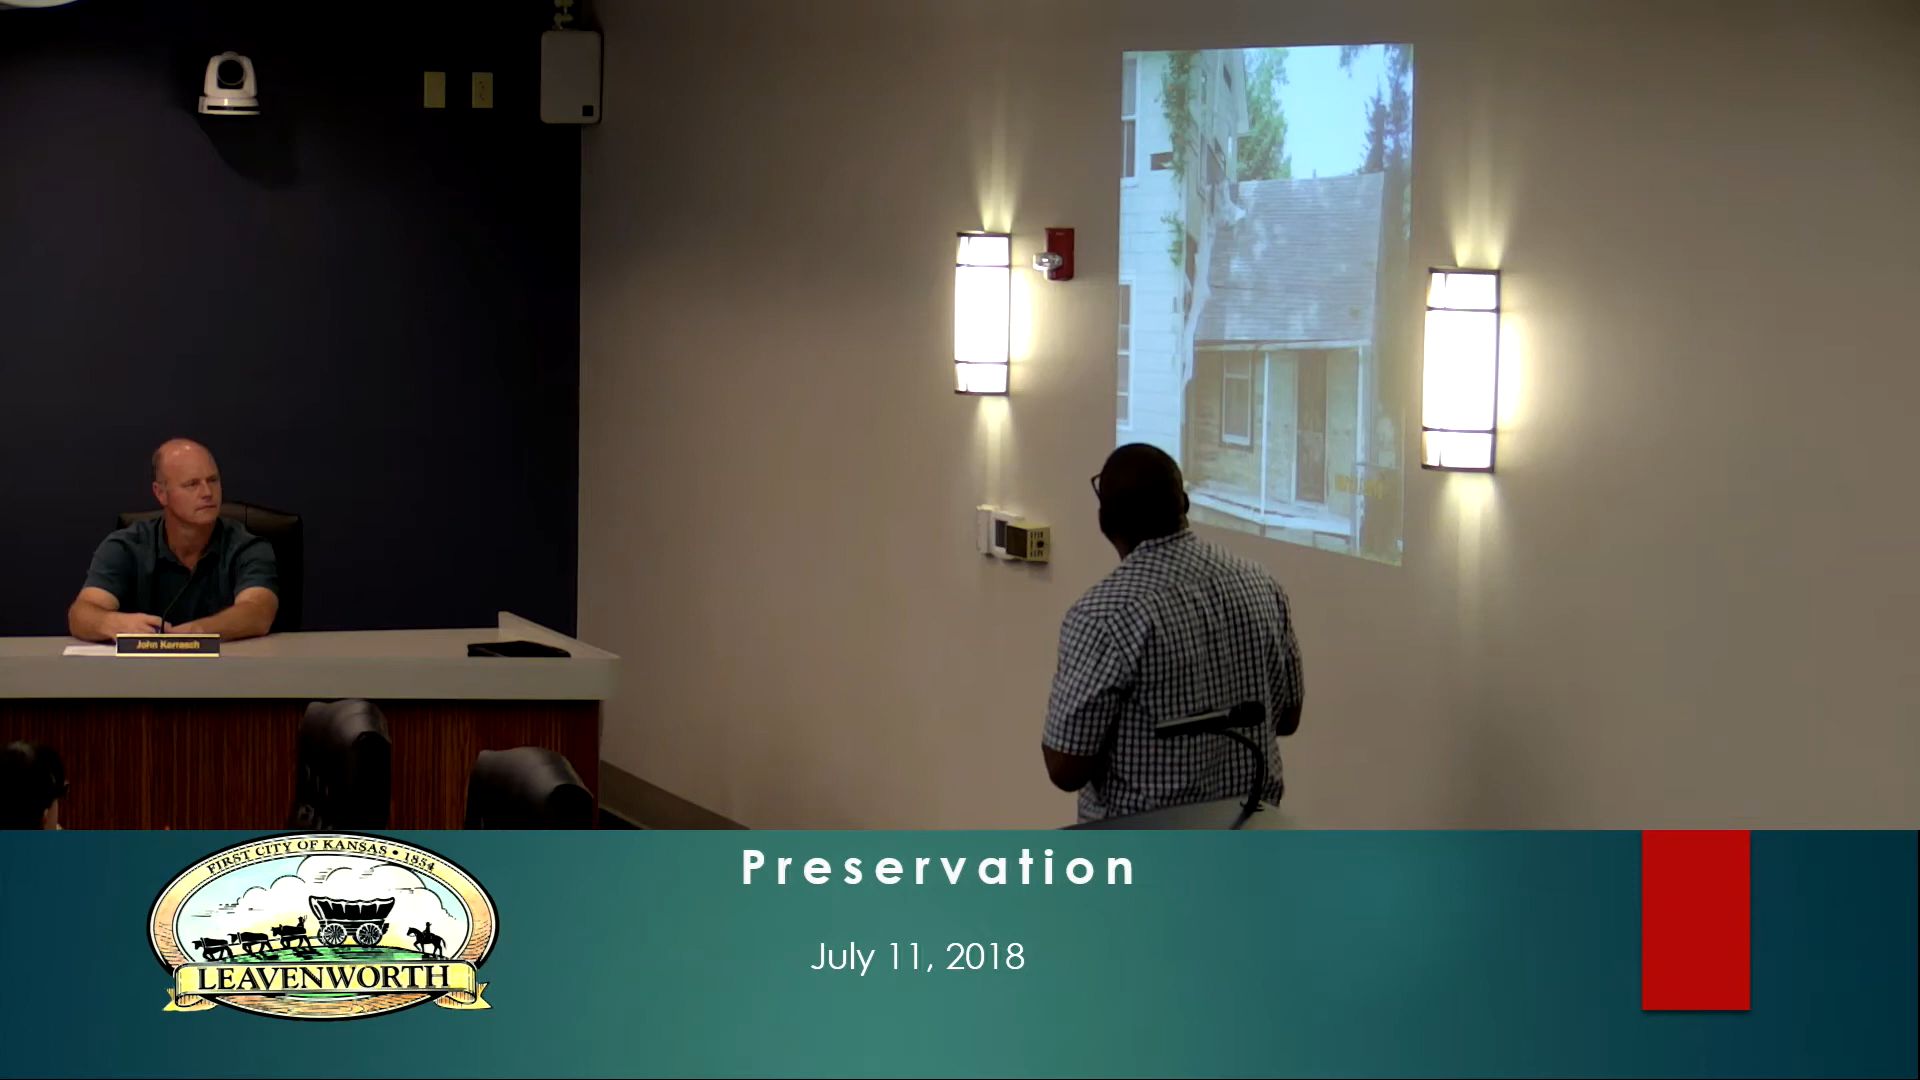 John Karrasch
FIRST CITY OF KANSAS • 1854
LEAVENWORTH
Preservation
July 11, 2018